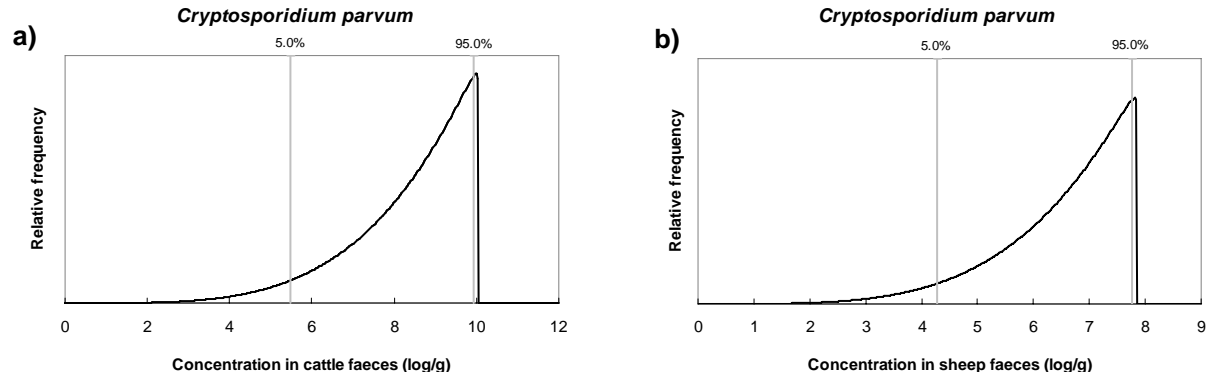 a)
Cryptosporidium parvum
5.0%
95.0%
Relative frequency
0 2 4 6 8 10 12
Concentration in cattle faeces (log/g)
b)
Cryptosporidium parvum
5.0%
95.0%
Relative frequency
0 1 2 3 4 5 6 7 8 9
Concentration in sheep faeces (log/g)